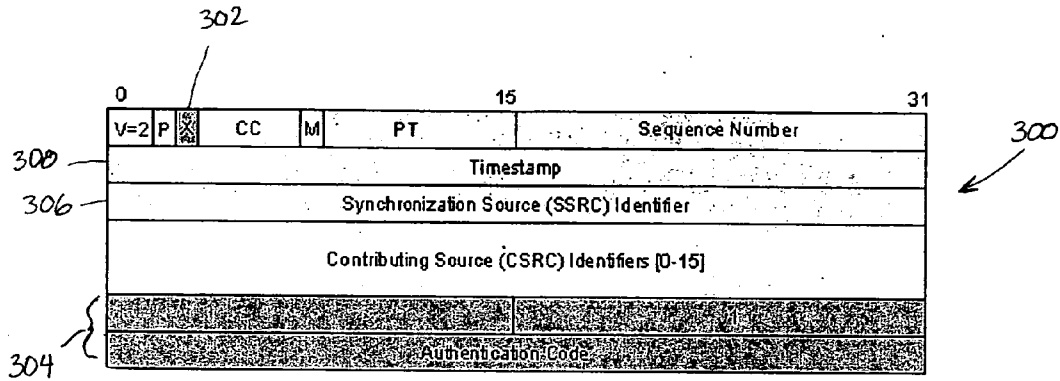 302
0 15 31
V=2 P X CC M PT Sequence Number
300
308 Timestamp
306 Synchronization Source (SSRC) Identifier
Contributing Source (CSRC) Identifiers [0-15]
304 Authentication Code